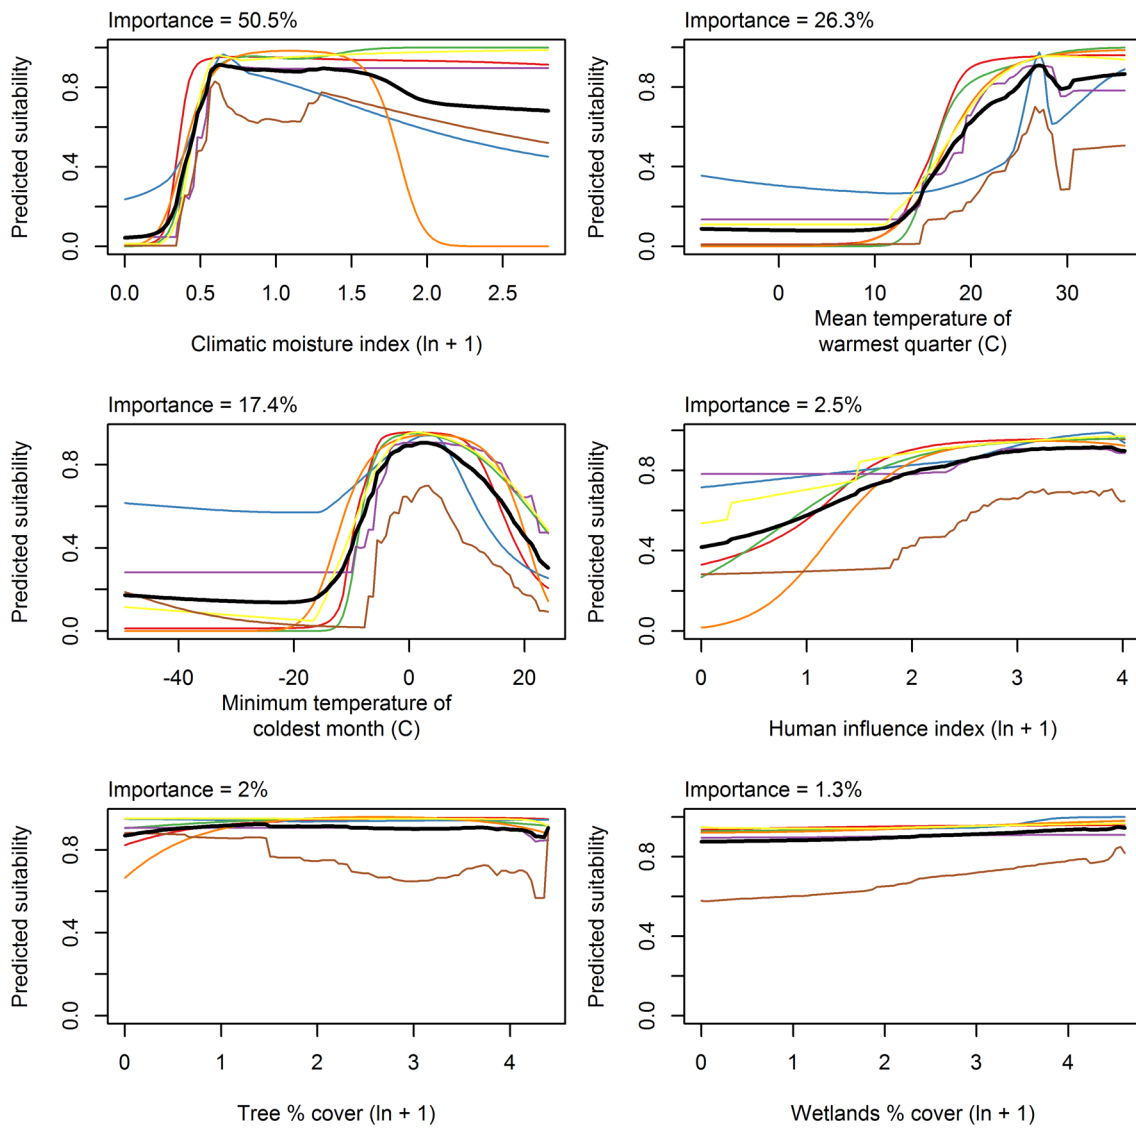 Importance = 50.5%
Predicted suitability
0.0 0.4 0.8
0.0 0.5 1.0 1.5 2.0 2.5
Climatic moisture index (ln + 1)
Importance = 26.3%
Predicted suitability
0.0 0.4 0.8
0 10 20 30
Mean temperature of
warmest quarter (C)
Importance = 17.4%
Predicted suitability
0.0 0.4 0.8
-40 -20 0 20
Minimum temperature of
coldest month (C)
Importance = 2.5%
Predicted suitability
0.0 0.4 0.8
0 1 2 3 4
Human influence index (ln + 1)
Importance = 2%
Predicted suitability
0.0 0.4 0.8
0 1 2 3 4
Tree % cover (ln + 1)
Importance = 1.3%
Predicted suitability
0.0 0.4 0.8
0 1 2 3 4
Wetlands % cover (ln + 1)